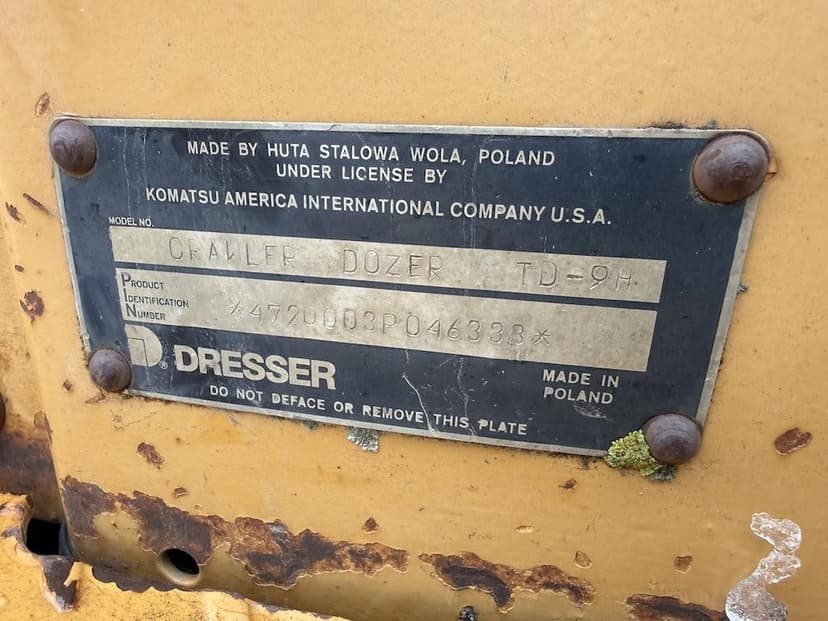 MADE BY HUTA STALOWA WOLA, POLAND
UNDER LICENSE BY
KOMATSU AMERICA INTERNATIONAL COMPANY U.S.A.
MODEL NO.
CRAWLER DOZER TD-9H
PRODUCT
IDENTIFICATION
NUMBER
*4720003P046338*
D® DRESSER
MADE IN
POLAND
DO NOT DEFACE OR REMOVE THIS PLATE